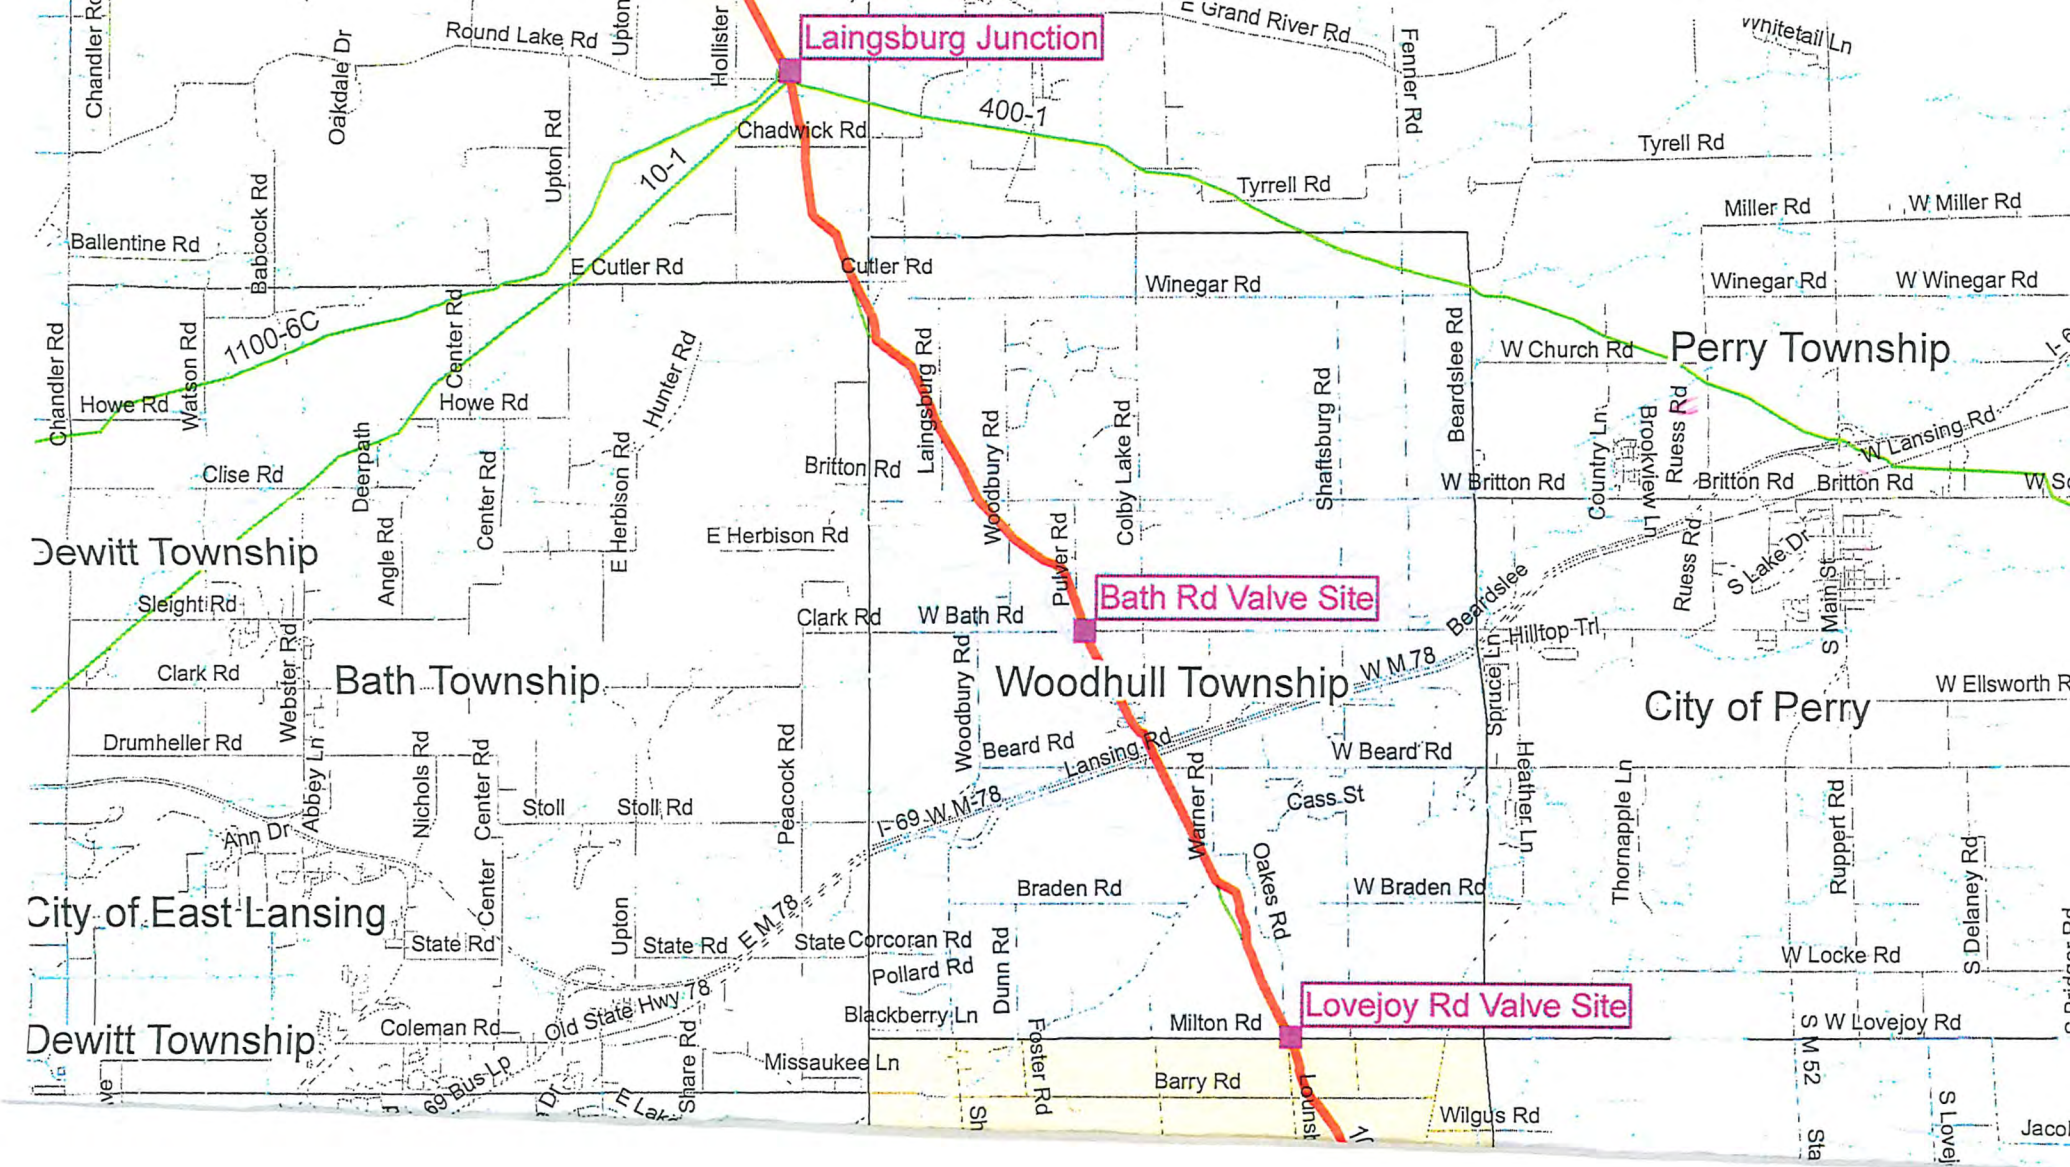 Chandler Rd
Oakdale Dr
Round Lake Rd
Upton
Hollister
Laingsburg Junction
E Grand River Rd
Fenner Rd
Whitetail Ln
400-1
Chadwick Rd
Upton Rd
10-1
Tyrell Rd
Tyrrell Rd
Babcock Rd
Ballentine Rd
Miller Rd
W Miller Rd
E Cutler Rd
Cutler Rd
Winegar Rd
Winegar Rd
W Winegar Rd
Chandler Rd
Watson Rd
1100-6C
Center Rd
Hunter Rd
Laingsburg Rd
Beardslee Rd
W Church Rd
Perry Township
Howe Rd
Howe Rd
Woodbury Rd
Colby Lake Rd
Shaftsburg Rd
Country Ln
Brookview Ln
Ruess Rd
W Lansing Rd
Clise Rd
Deerpath
Center Rd
E Herbison Rd
Britton Rd
W Britton Rd
Britton Rd
Britton Rd
Dewitt Township
Angle Rd
E Herbison Rd
Pulver Rd
Ruess Rd
S Lake Dr
S Main St
Sleight Rd
Bath Rd Valve Site
Beardslee
Clark Rd
W Bath Rd
Hilltop Trl
Clark Rd
Webster Rd
Bath Township
Woodbury Rd
Woodhull Township
W M 78
Spruce Ln
City of Perry
W Ellsworth R
Drumheller Rd
Abbey Ln
Nichols Rd
Center Rd
Peacock Rd
Beard Rd
Lansing Rd
Warner Rd
W Beard Rd
Heather Ln
Thornapple Ln
Ruppert Rd
Stoll
Stoll Rd
I- 69 W M-78
Cass St
Ann Dr
Oakes Rd
S Delaney Rd
City of East Lansing
Center
Upton
Braden Rd
W Braden Rd
State Rd
State Rd
E M 78
State
Corcoran Rd
W Locke Rd
Pollard Rd
Dunn Rd
Old State Hwy 78
Lovejoy Rd Valve Site
Dewitt Township
Coleman Rd
Blackberry Ln
Milton Rd
W Lovejoy Rd
Share Rd
Foster Rd
S M 52
Missaukee Ln
69 Bus Lp
Barry Rd
E Lak
Sh
Wilgus Rd
Sta
S Lovej